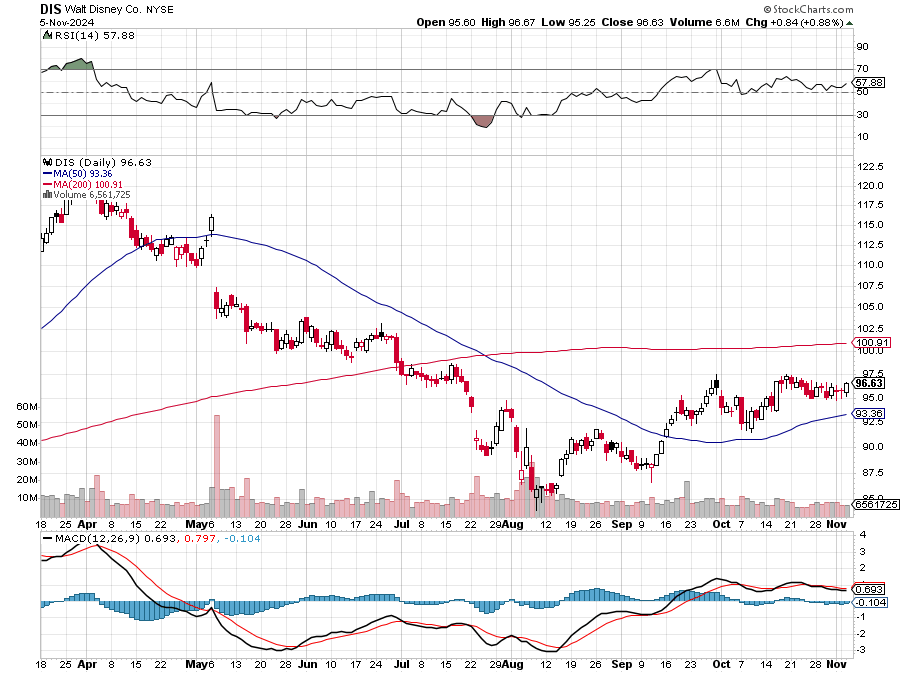 DIS Walt Disney Co. NYSE
© StockCharts.com
5-Nov-2024
Open 95.60 High 96.67 Low 95.25 Close 96.63 Volume 6.6M Chg +0.84 (+0.88%)
RSI(14) 57.88
90
70
57.88
50
30
10
DIS (Daily) 96.63
MA(50) 93.36
MA(200) 100.91
Volume 6,561,725
122.5
120.0
117.5
115.0
112.5
110.0
107.5
105.0
102.5
100.91
100.0
97.5
96.63
95.0
93.36
92.5
90.0
87.5
85.0
6561725
60M
50M
40M
30M
20M
10M
18 25 Apr 8 15 22 May 6 13 20 28 Jun 10 17 24 Jul 8 15 22 29 Aug 12 19 26 Sep 9 16 23 Oct 7 14 21 28 Nov
MACD(12,26,9) 0.693, 0.797, -0.104
4
3
2
1
0.693
-0.104
-1
-2
-3
18 25 Apr 8 15 22 May 6 13 20 28 Jun 10 17 24 Jul 8 15 22 29 Aug 12 19 26 Sep 9 16 23 Oct 7 14 21 28 Nov